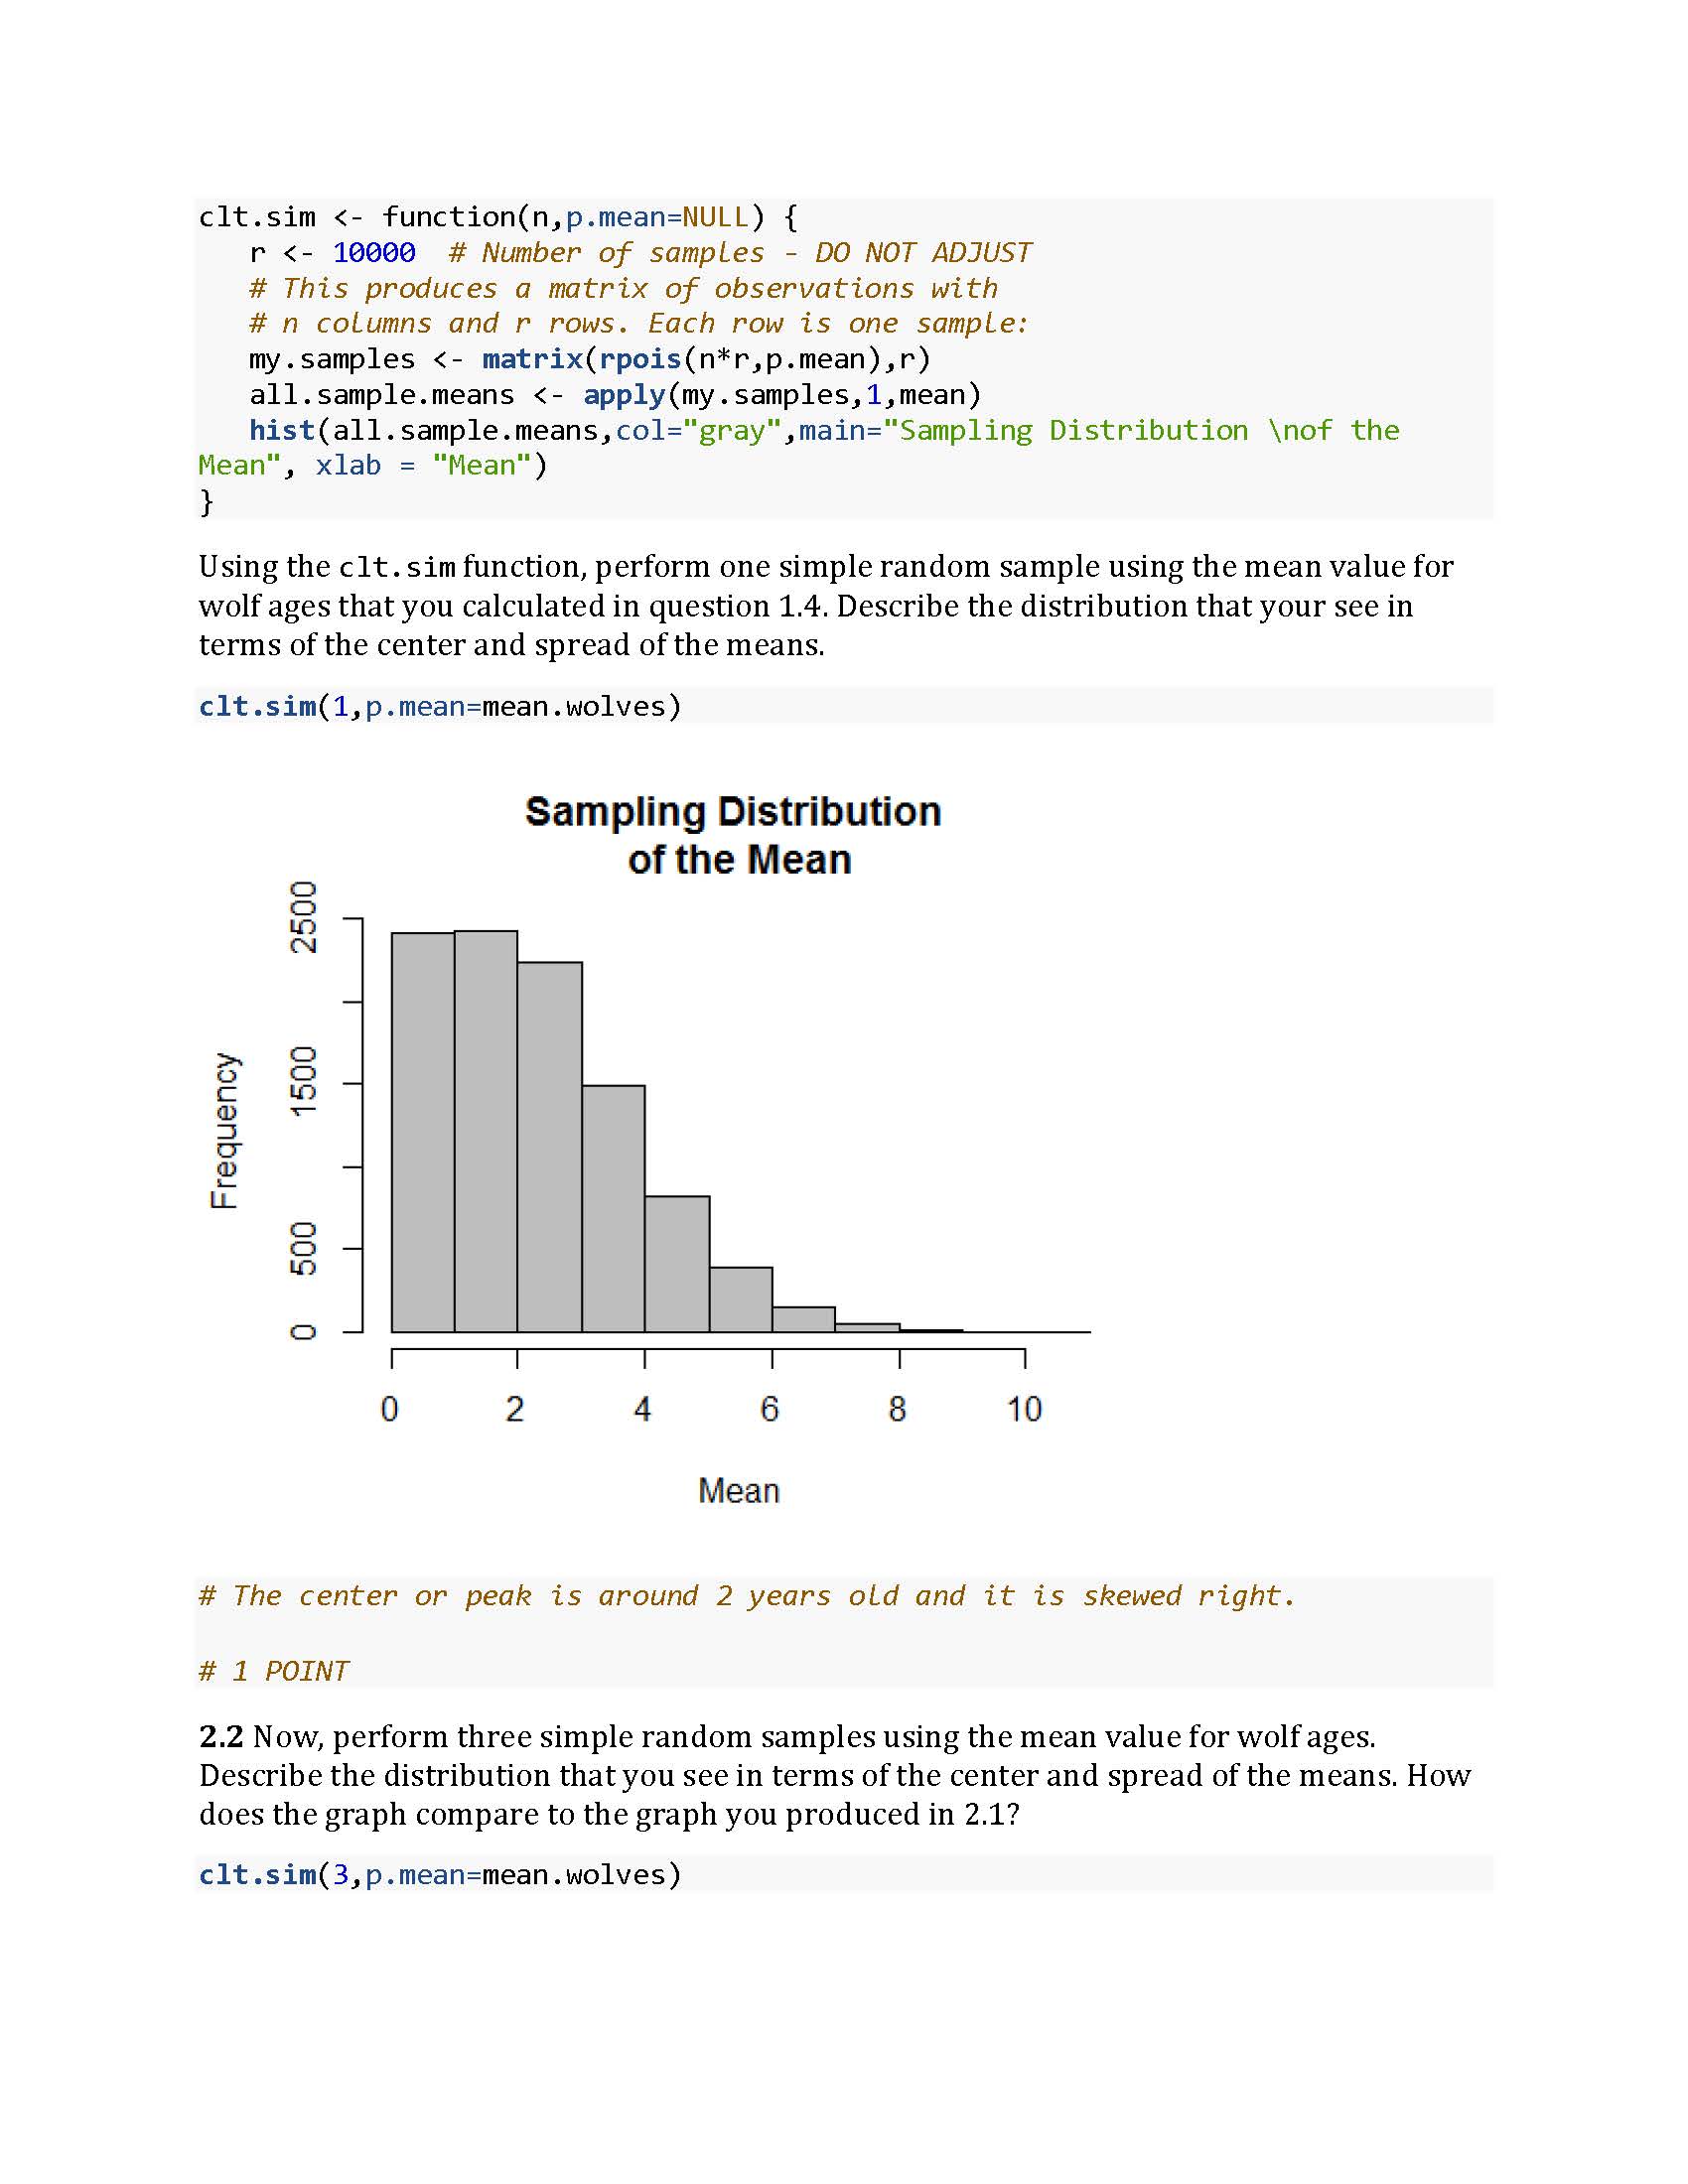 clt.sim <- function(n,p.mean=NULL) {
   r <- 10000  # Number of samples - DO NOT ADJUST
   # This produces a matrix of observations with
   # n columns and r rows. Each row is one sample:
   my.samples <- matrix(rpois(n*r,p.mean),r)
   all.sample.means <- apply(my.samples,1,mean)
   hist(all.sample.means,col="gray",main="Sampling Distribution \nof the
Mean", xlab = "Mean")
}
Using the clt.sim function, perform one simple random sample using the mean value for
wolf ages that you calculated in question 1.4. Describe the distribution that your see in
terms of the center and spread of the means.
clt.sim(1,p.mean=mean.wolves)
Sampling Distribution
of the Mean
Frequency
2500
1500
500
0
0 2 4 6 8 10
Mean
# The center or peak is around 2 years old and it is skewed right.
# 1 POINT
2.2 Now, perform three simple random samples using the mean value for wolf ages.
Describe the distribution that you see in terms of the center and spread of the means. How
does the graph compare to the graph you produced in 2.1?
clt.sim(3,p.mean=mean.wolves)